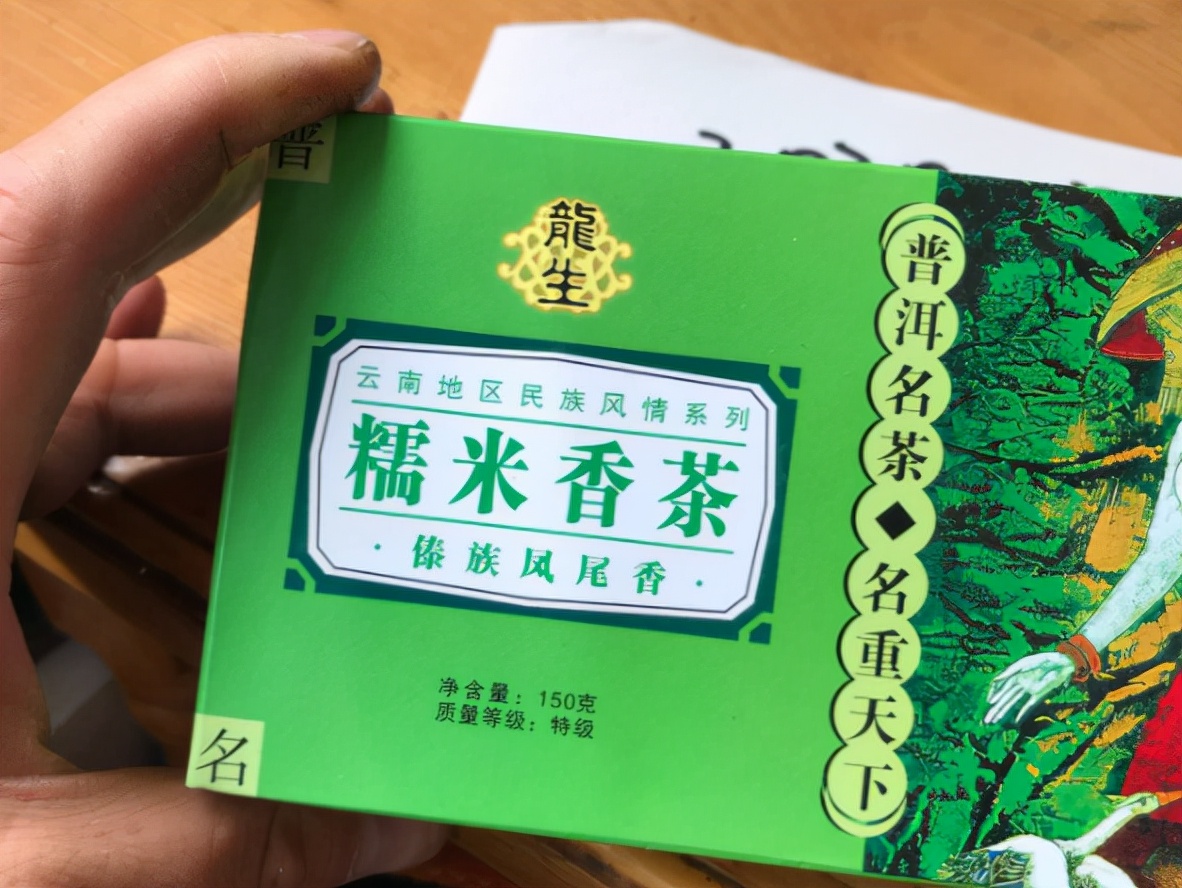 普
龍
生
云南地区民族风情系列
糯米香茶
·傣族凤尾香·
净含量：150克
质量等级：特级
名
普洱名茶◆名重天下